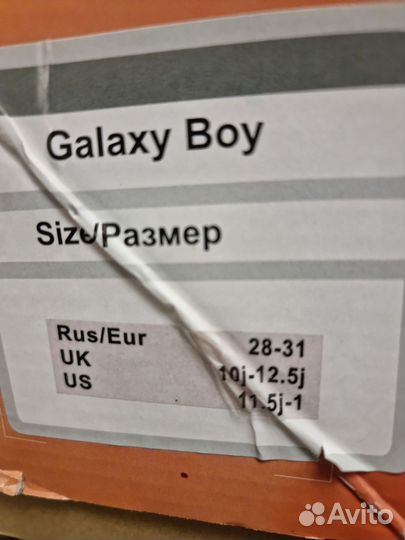 Galaxy Boy
Size/Размер
Rus/Eur 28-31
UK 10j-12.5j
US 11.5j-1
Avito